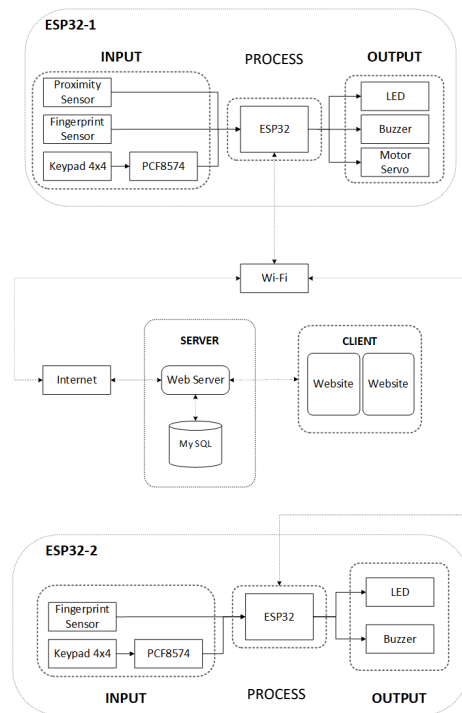 ESP32-1
INPUT
PROCESS
OUTPUT
Proximity
Sensor
Fingerprint
Sensor
Keypad 4x4
PCF8574
ESP32
LED
Buzzer
Motor
Servo
Wi-Fi
SERVER
CLIENT
Internet
Web Server
Website
Website
My SQL
ESP32-2
Fingerprint
Sensor
Keypad 4x4
PCF8574
ESP32
LED
Buzzer
INPUT
PROCESS
OUTPUT